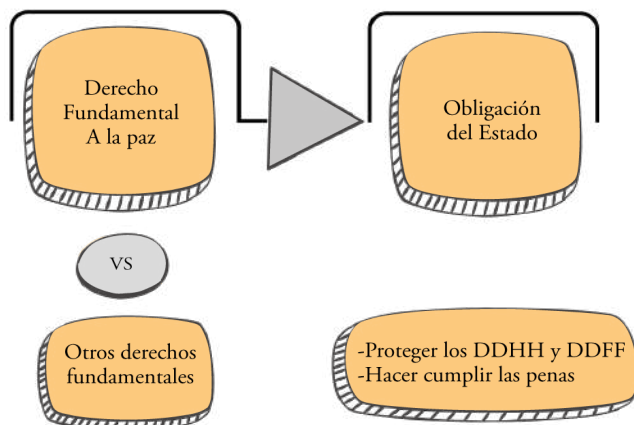 Derecho
Fundamental
A la paz
Obligación
del Estado
VS
Otros derechos
fundamentales
-Proteger los DDHH y DDFF
-Hacer cumplir las penas